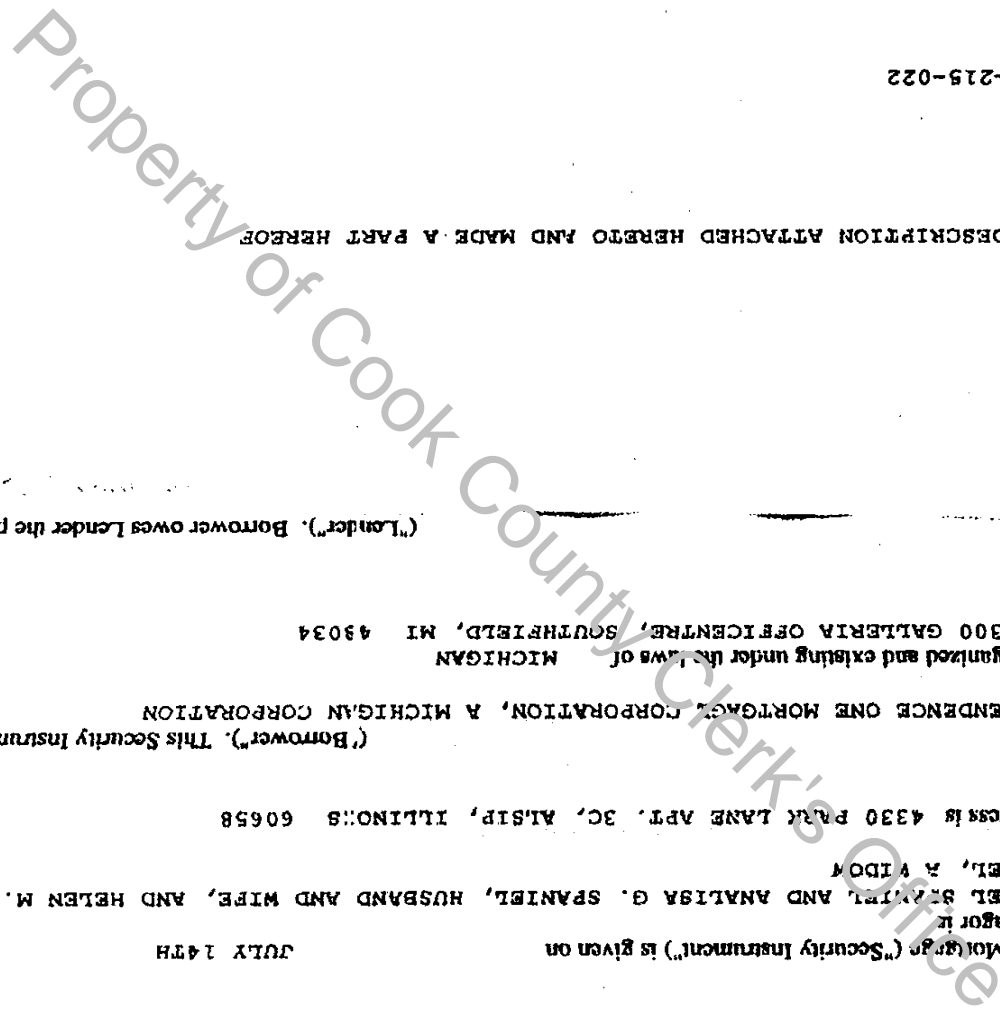 Mortgage ("Security Instrument") is given on JULY 14TH
gagor is
EL SPANIEL AND ANALISA G. SPANIEL, HUSBAND AND WIFE, AND HELEN M.
EL, A WIDOW
ess is 4330 PARK LANE APT. 3C, ALSIP, ILLINOIS 60658
("Borrower"). This Security Instrum
ENDENCE ONE MORTGAGE CORPORATION, A MICHIGAN CORPORATION
ganized and existing under the laws of MICHIGAN
300 GALLERIA OFFICENTRE, SOUTHFIELD, MI 48034
("Lender"). Borrower owes Lender the p
DESCRIPTION ATTACHED HERETO AND MADE A PART HEREOF
-215-022
Property of Cook County Clerk's Office